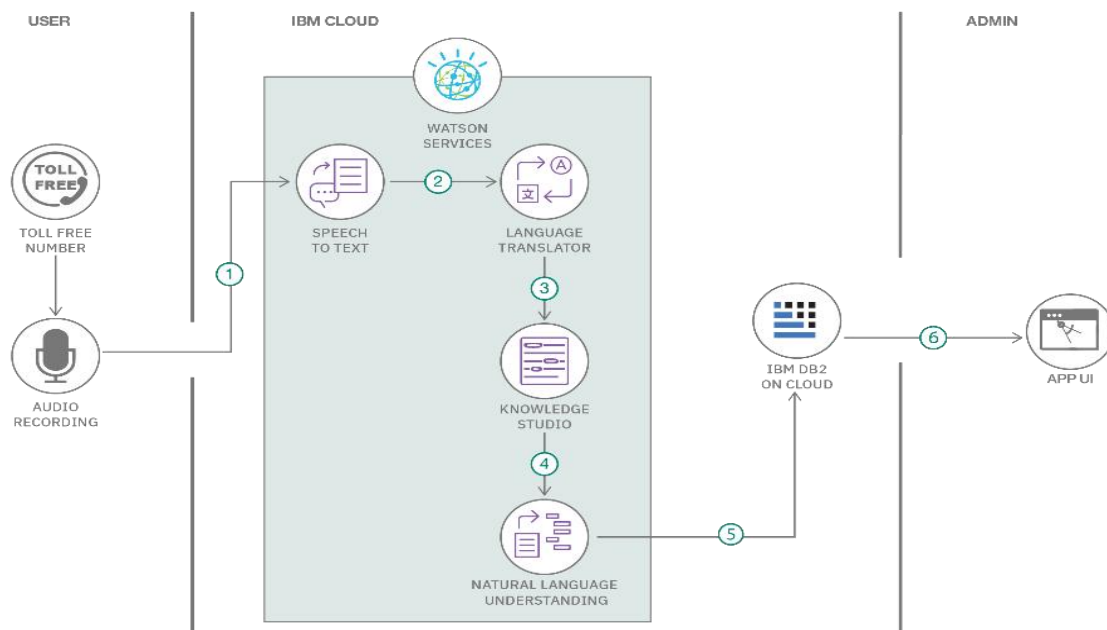 USER
IBM CLOUD
ADMIN
WATSON
SERVICES
TOLL
FREE
TOLL FREE
NUMBER
1
AUDIO
RECORDING
SPEECH
TO TEXT
2
A
文
LANGUAGE
TRANSLATOR
3
KNOWLEDGE
STUDIO
4
NATURAL LANGUAGE
UNDERSTANDING
5
IBM DB2
ON CLOUD
6
APP UI